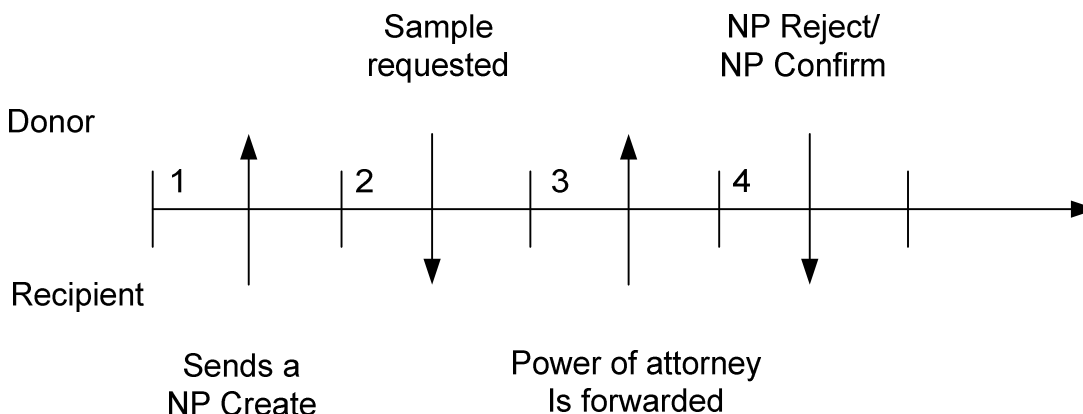 Sample
requested
NP Reject/
NP Confirm
Donor
1
2
3
4
Recipient
Sends a
NP Create
Power of attorney
Is forwarded